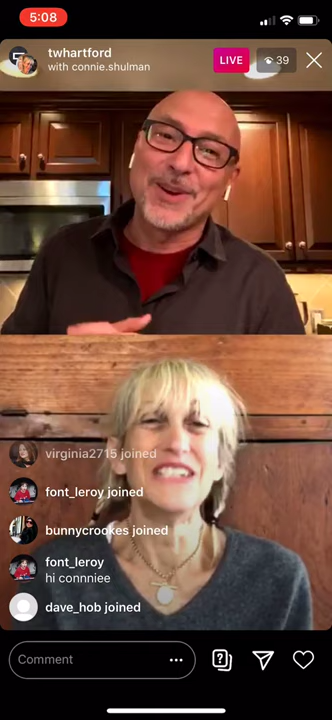 5:08
twhartford
with connie.shulman
LIVE
39
virginia2715 joined
font_leroy joined
bunnycrookes joined
font_leroy
hi connniee
dave_hob joined
Comment